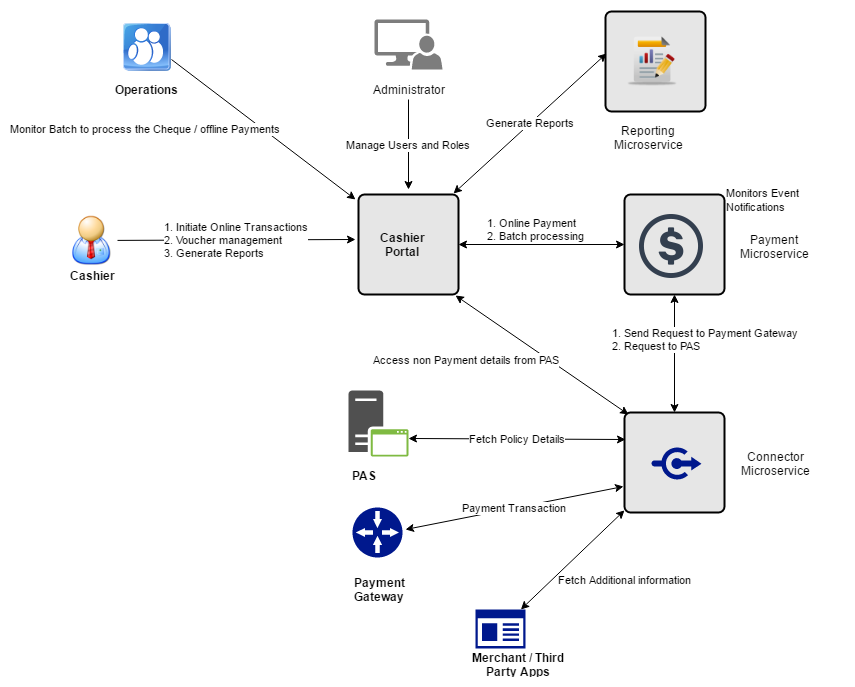 Operations
Administrator
Reporting
Microservice
Monitor Batch to process the Cheque / offline Payments
Generate Reports
Manage Users and Roles
Monitors Event
Notifications
1. Initiate Online Transactions
2. Voucher management
3. Generate Reports
Cashier
Cashier
Portal
1. Online Payment
2. Batch processing
Payment
Microservice
1. Send Request to Payment Gateway
2. Request to PAS
Access non Payment details from PAS
Fetch Policy Details
PAS
Connector
Microservice
Payment Transaction
Payment
Gateway
Fetch Additional information
Merchant / Third
Party Apps